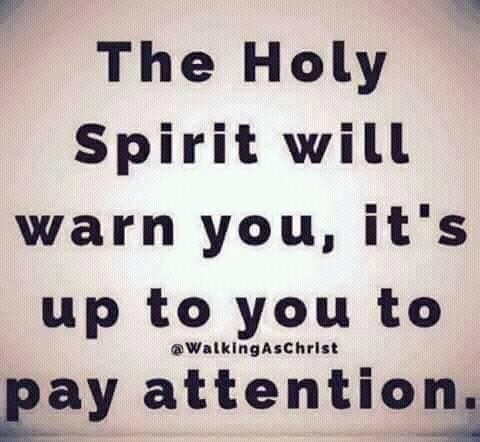 The Holy
Spirit will
warn you, it's
up to you to
@WalkingAsChrist
pay attention.